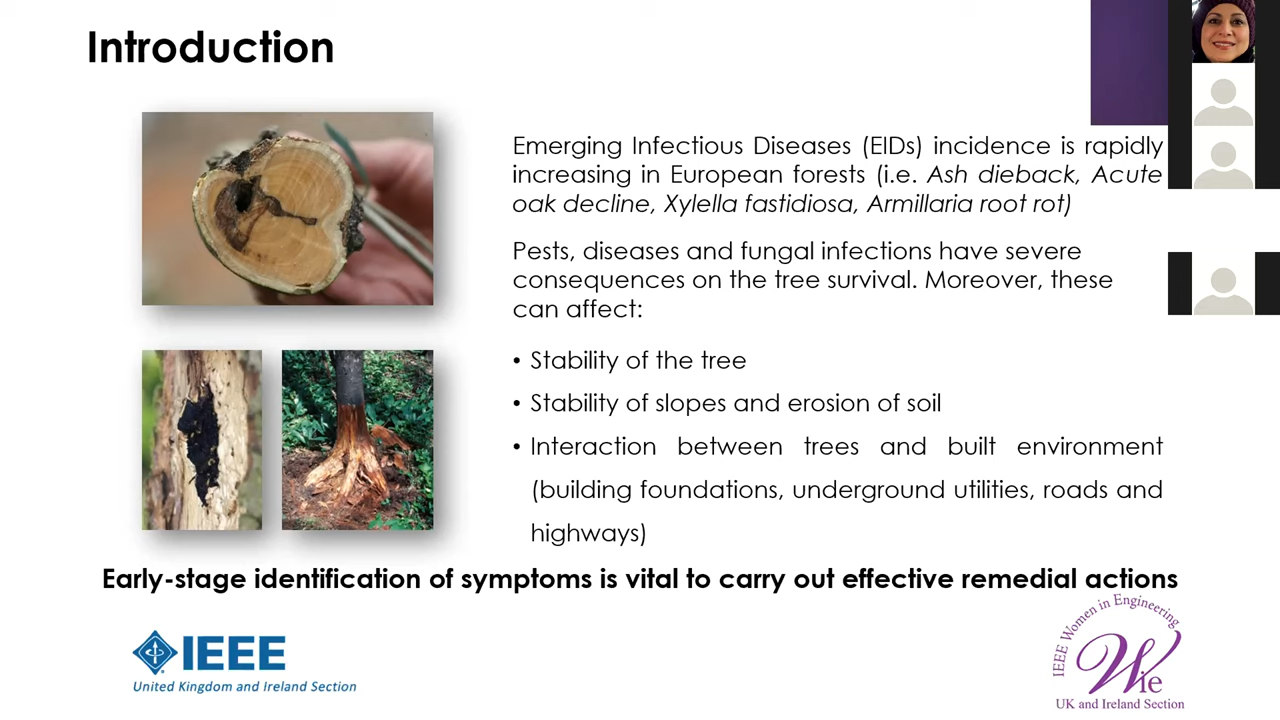 Introduction
Emerging Infectious Diseases (EIDs) incidence is rapidly
increasing in European forests (i.e. Ash dieback, Acute
oak decline, Xylella fastidiosa, Armillaria root rot)
Pests, diseases and fungal infections have severe
consequences on the tree survival. Moreover, these
can affect:
• Stability of the tree
• Stability of slopes and erosion of soil
• Interaction between trees and built environment
(building foundations, underground utilities, roads and
highways)
Early-stage identification of symptoms is vital to carry out effective remedial actions
IEEE
United Kingdom and Ireland Section
IEEE Women in Engineering
Wie
UK and Ireland Section